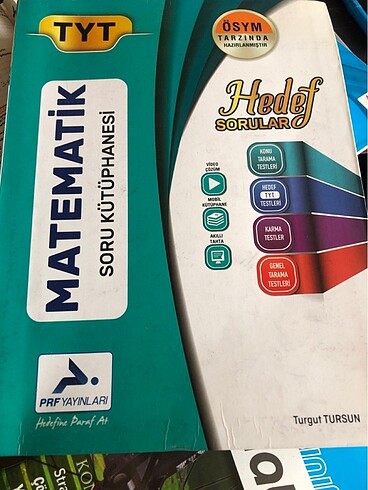 TYT
ÖSYM
TARZINDA
HAZIRLANMIŞTIR
MATEMATİK
SORU KÜTÜPHANESİ
Hedef
SORULAR
VİDEO
ÇÖZÜM
MOBİL
KÜTÜPHANE
AKILLI
TAHTA
KONU
TARAMA
TESTLERİ
HEDEF
TYT
TESTLERİ
KARMA
TESTLER
GENEL
TARAMA
TESTLERİ
PRF YAYINLARI
Hedefine Paraf At
Turgut TURSUN